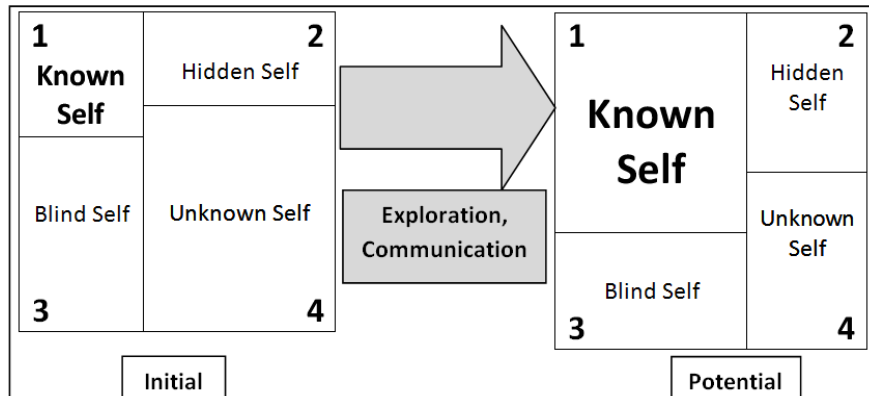 1
Known
Self
2
Hidden Self
Blind Self
3
Unknown Self
4
Initial
Exploration,
Communication
1
Known
Self
2
Hidden
Self
Blind Self
3
Unknown
Self
4
Potential